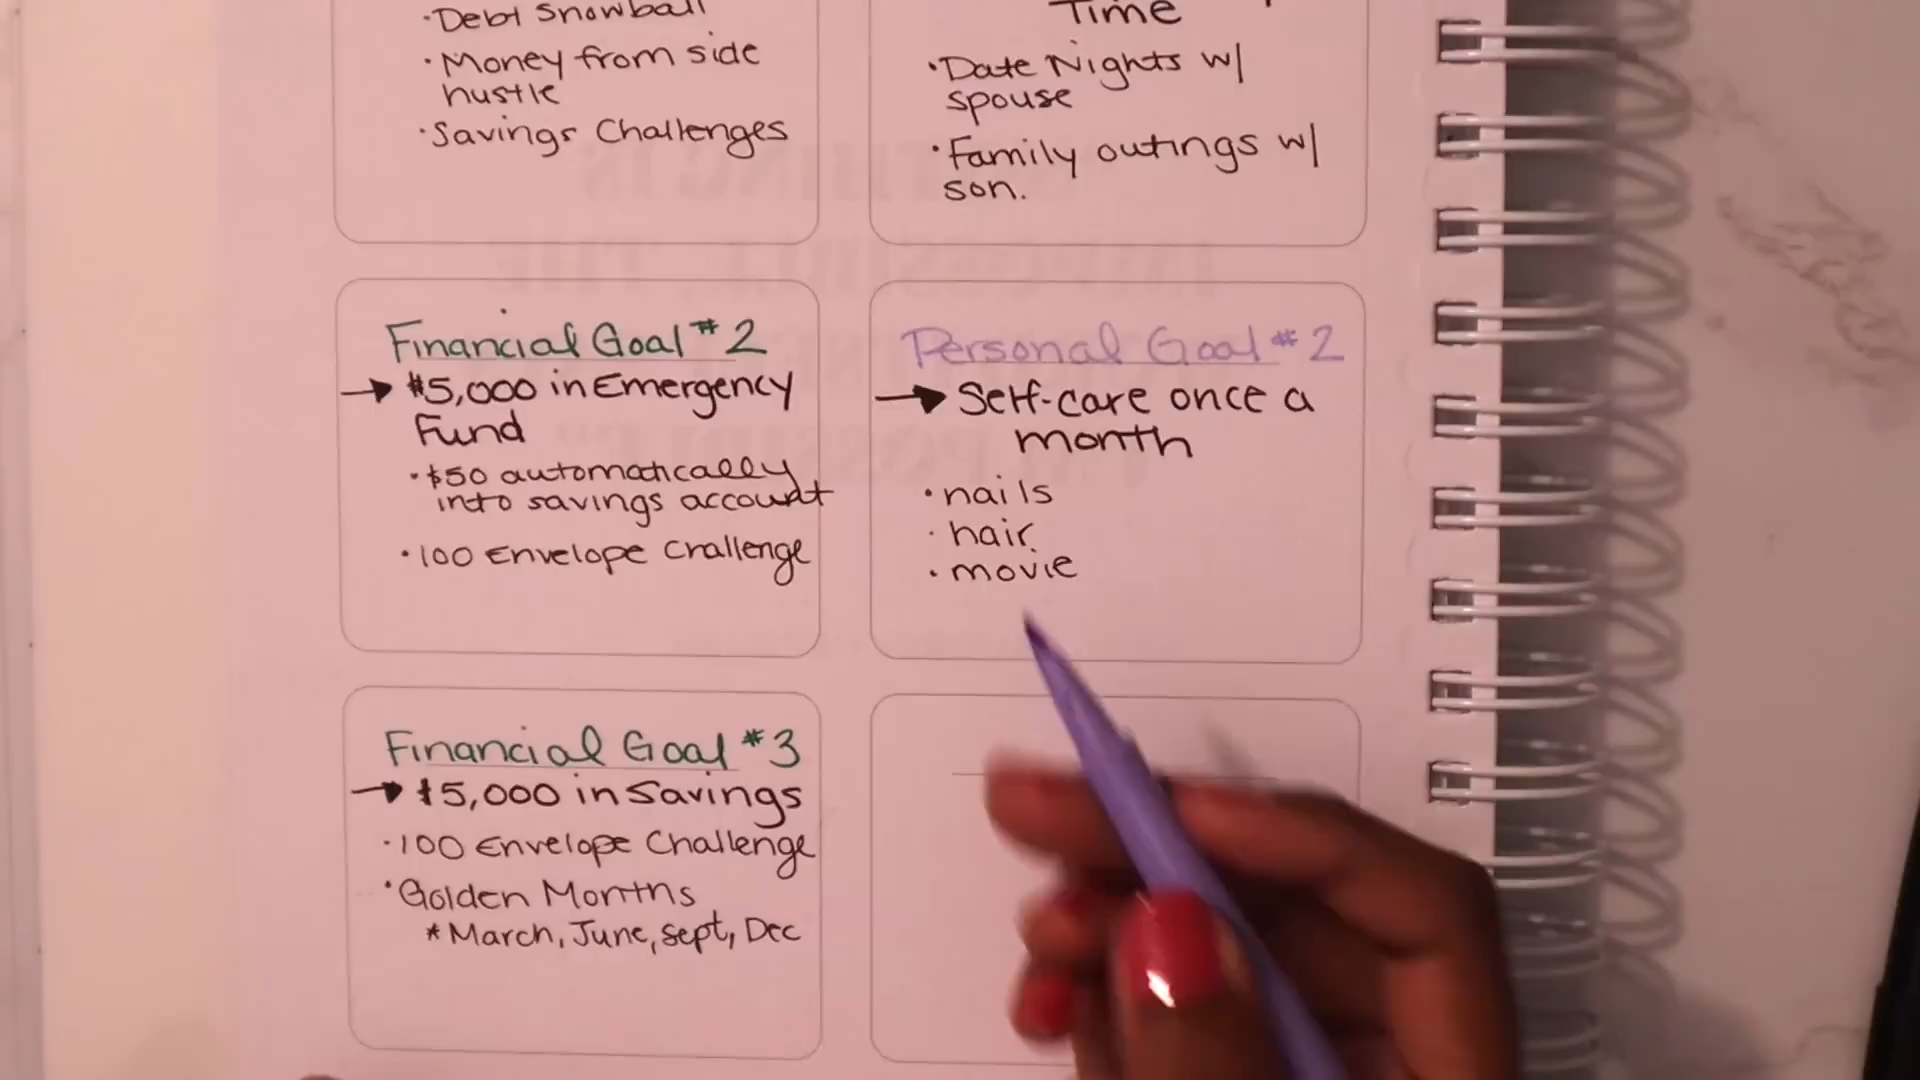 ·Debt Snowball
·Money from side
hustle
·Savings Challenges
Time
·Date Nights w/
spouse
·Family outings w/
son.
Financial Goal #2
→ $5,000 in Emergency
Fund
·$50 automatically
into savings account
·100 Envelope Challenge
Personal Goal #2
→ Self-care once a
month
·nails
·hair
·movie
Financial Goal #3
→ $5,000 in Savings
·100 Envelope Challenge
·Golden Months
*March, June, Sept, Dec